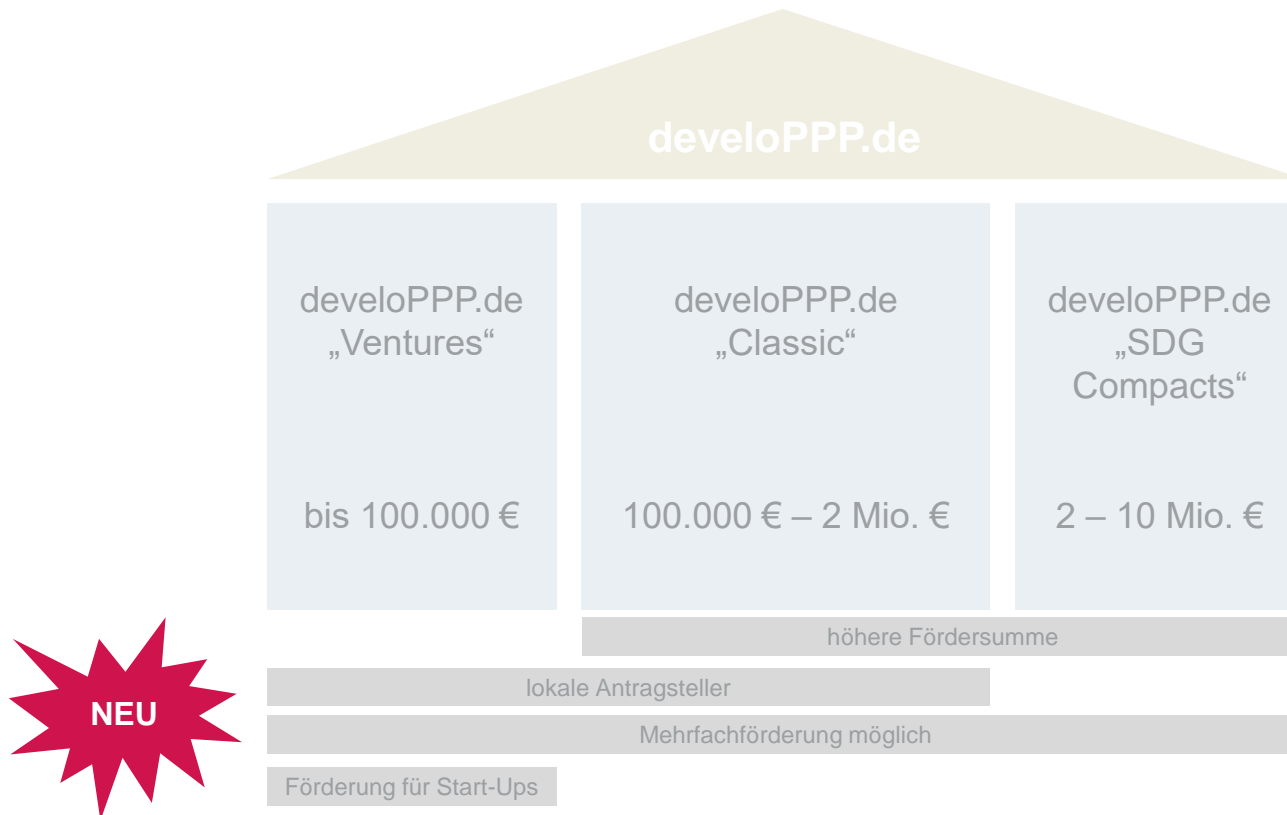 develoPPP.de
develoPPP.de
„Ventures“
bis 100.000 €
develoPPP.de
„Classic“
100.000 € – 2 Mio. €
develoPPP.de
„SDG
Compacts“
2 – 10 Mio. €
NEU
höhere Fördersumme
lokale Antragsteller
Mehrfachförderung möglich
Förderung für Start-Ups